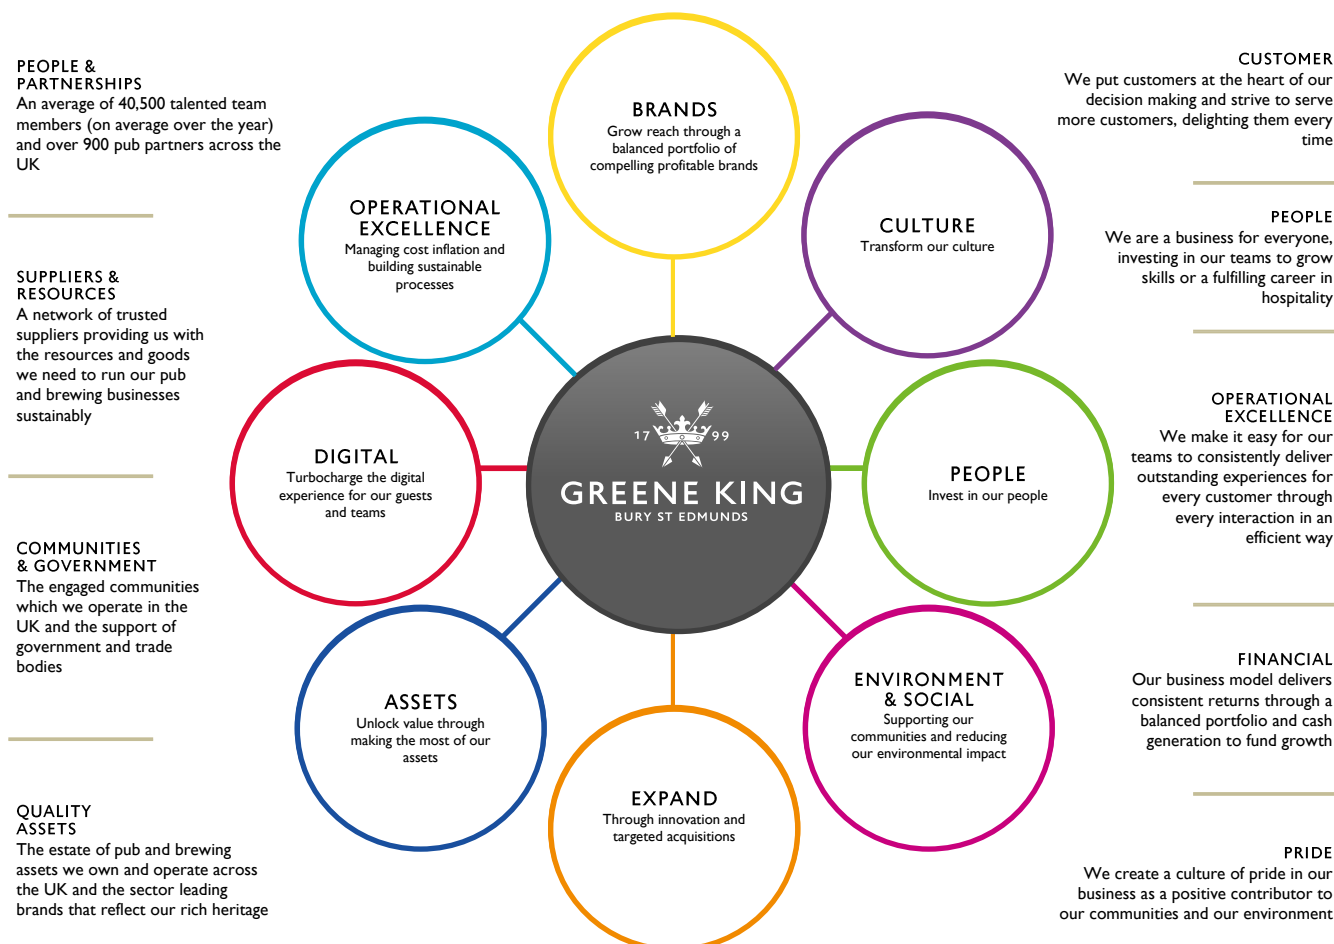 PEOPLE &
PARTNERSHIPS
An average of 40,500 talented team
members (on average over the year)
and over 900 pub partners across the
UK
SUPPLIERS &
RESOURCES
A network of trusted
suppliers providing us with
the resources and goods
we need to run our pub
and brewing businesses
sustainably
COMMUNITIES
& GOVERNMENT
The engaged communities
which we operate in the
UK and the support of
government and trade
bodies
QUALITY
ASSETS
The estate of pub and brewing
assets we own and operate across
the UK and the sector leading
brands that reflect our rich heritage
BRANDS
Grow reach through a
balanced portfolio of
compelling profitable brands
OPERATIONAL
EXCELLENCE
Managing cost inflation and
building sustainable
processes
CULTURE
Transform our culture
DIGITAL
Turbocharge the digital
experience for our guests
and teams
17 99
GREENE KING
BURY ST EDMUNDS
PEOPLE
Invest in our people
ASSETS
Unlock value through
making the most of our
assets
ENVIRONMENT
& SOCIAL
Supporting our
communities and reducing
our environmental impact
EXPAND
Through innovation and
targeted acquisitions
CUSTOMER
We put customers at the heart of our
decision making and strive to serve
more customers, delighting them every
time
PEOPLE
We are a business for everyone,
investing in our teams to grow
skills or a fulfilling career in
hospitality
OPERATIONAL
EXCELLENCE
We make it easy for our
teams to consistently deliver
outstanding experiences for
every customer through
every interaction in an
efficient way
FINANCIAL
Our business model delivers
consistent returns through a
balanced portfolio and cash
generation to fund growth
PRIDE
We create a culture of pride in our
business as a positive contributor to
our communities and our environment